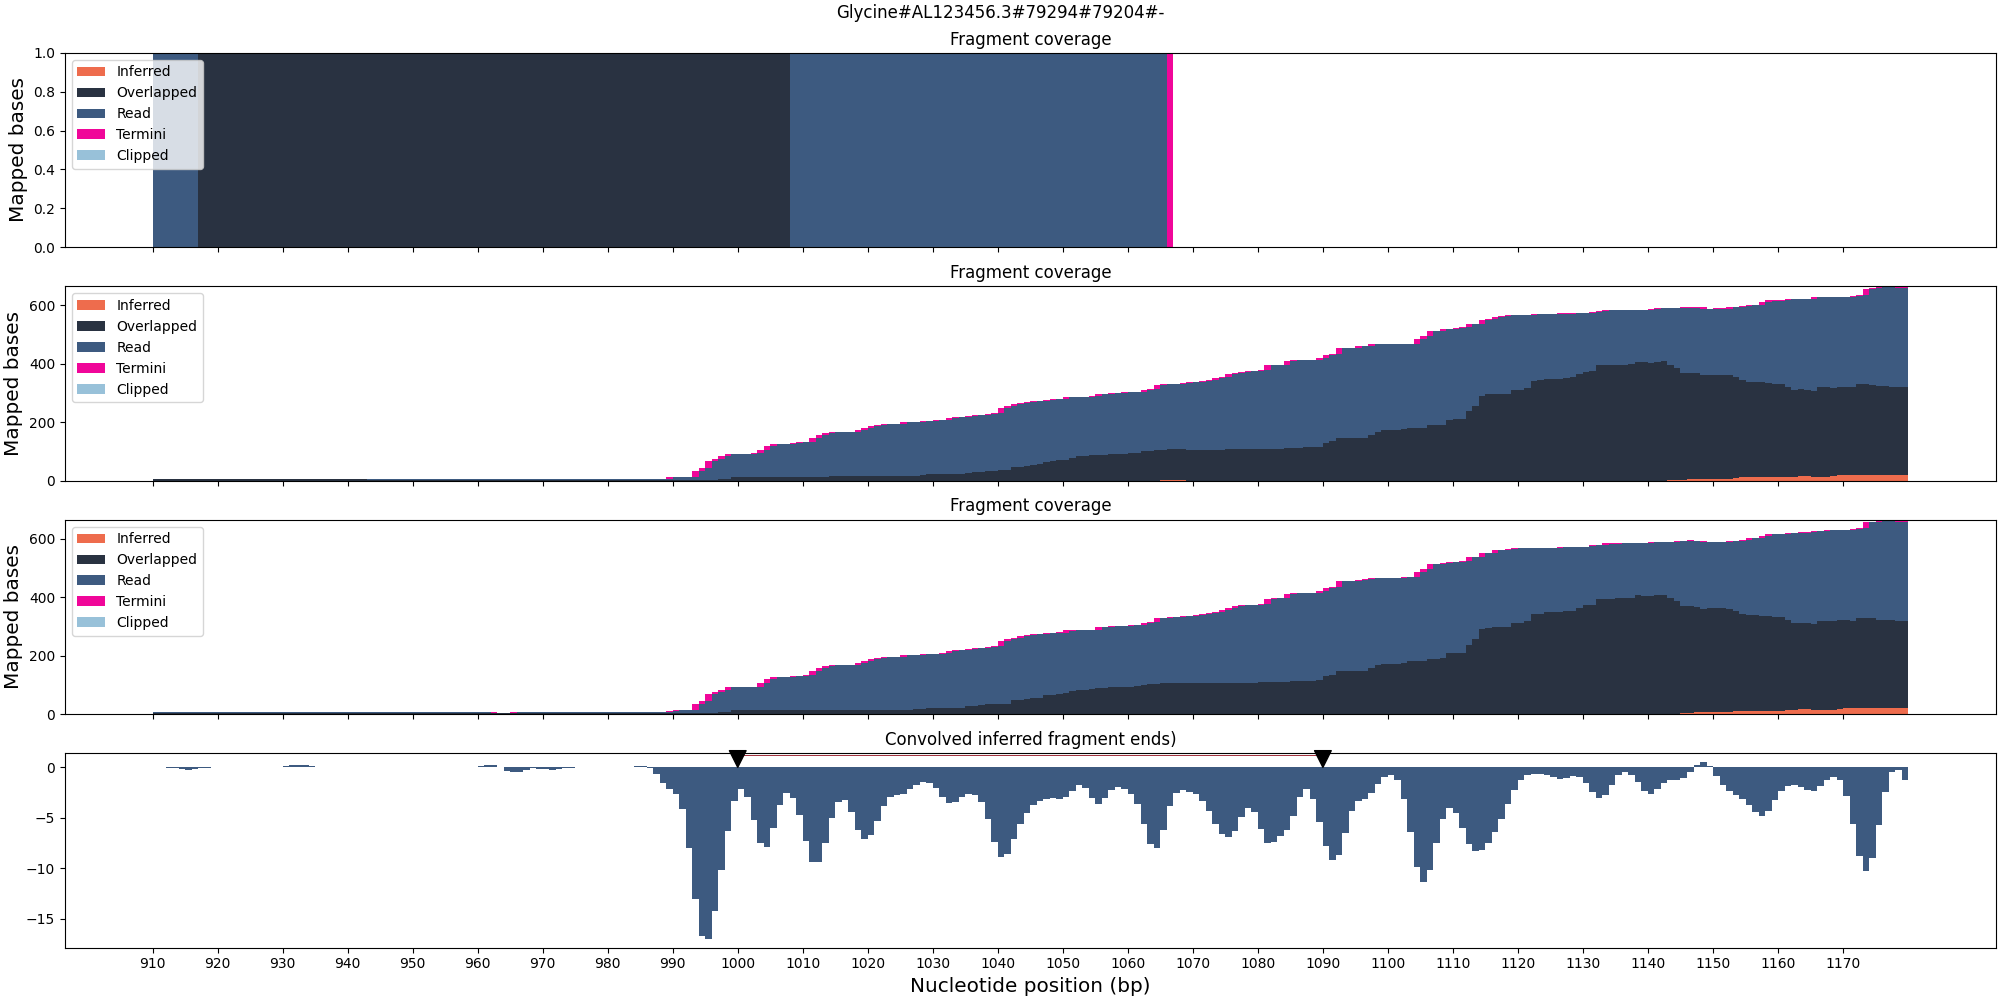 Glycine#AL123456.3#79294#79204#-
Fragment coverage
Mapped bases
1.0
0.8
0.6
0.4
0.2
0.0
Inferred
Overlapped
Read
Termini
Clipped
Fragment coverage
Mapped bases
600
400
200
0
Inferred
Overlapped
Read
Termini
Clipped
Fragment coverage
Mapped bases
600
400
200
0
Inferred
Overlapped
Read
Termini
Clipped
Convolved inferred fragment ends)
0
−5
−10
−15
910 920 930 940 950 960 970 980 990 1000 1010 1020 1030 1040 1050 1060 1070 1080 1090 1100 1110 1120 1130 1140 1150 1160 1170
Nucleotide position (bp)